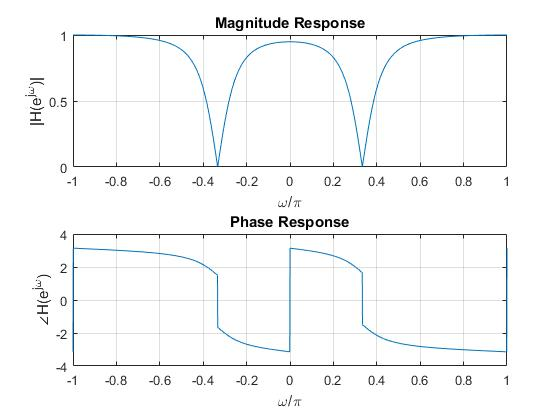 Magnitude Response
1
0.5
0
|H(e^jω)|
-1 -0.8 -0.6 -0.4 -0.2 0 0.2 0.4 0.6 0.8 1
ω/π
Phase Response
4
2
0
-2
-4
∠H(e^jω)
-1 -0.8 -0.6 -0.4 -0.2 0 0.2 0.4 0.6 0.8 1
ω/π